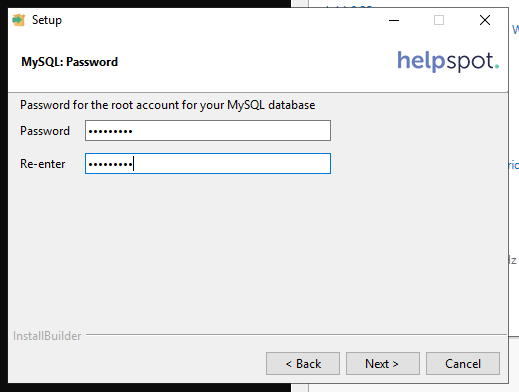 Setup
MySQL: Password
helpspot.
Password for the root account for your MySQL database
Password •••••••••
Re-enter •••••••••
InstallBuilder
< Back Next > Cancel